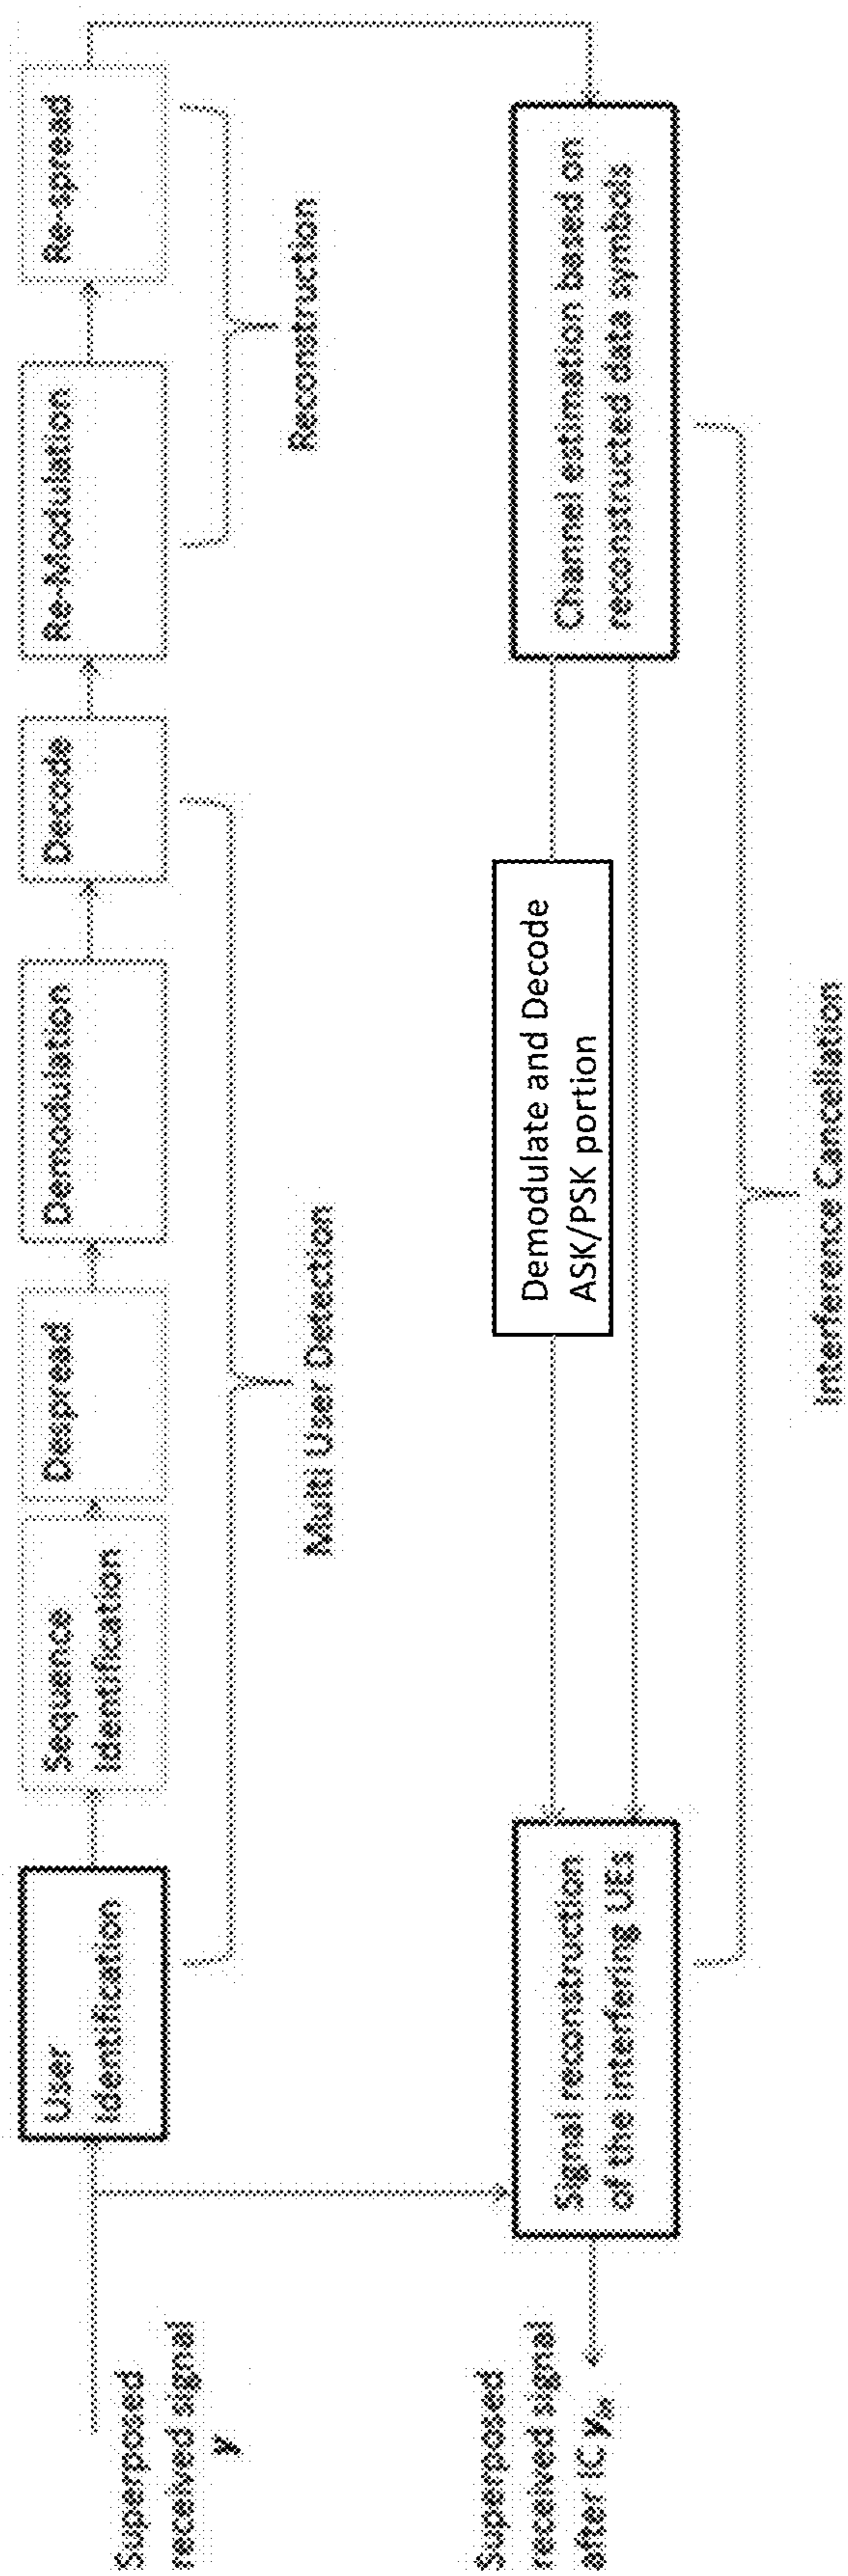 Superposed
received signal
y
User
Identification
Sequence
Identification
Despread
Demodulation
Decode
Re-Modulation
Re-spread
Multi User Detection
Reconstruction
Superposed
received signal
after IC
Signal reconstruction
of the interfering UEs
Demodulate and Decode
ASK/PSK portion
Channel estimation based on
reconstructed data symbols
Interference Cancellation